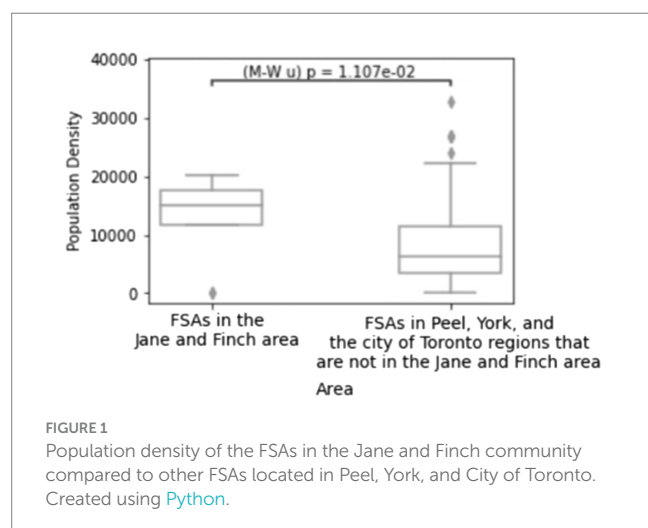 40000
(M-W u) p = 1.107e-02
30000
20000
10000
0
Population Density
FSAs in the
Jane and Finch area
FSAs in Peel, York, and
the city of Toronto regions that
are not in the Jane and Finch area
Area
FIGURE 1
Population density of the FSAs in the Jane and Finch community
compared to other FSAs located in Peel, York, and City of Toronto.
Created using Python.